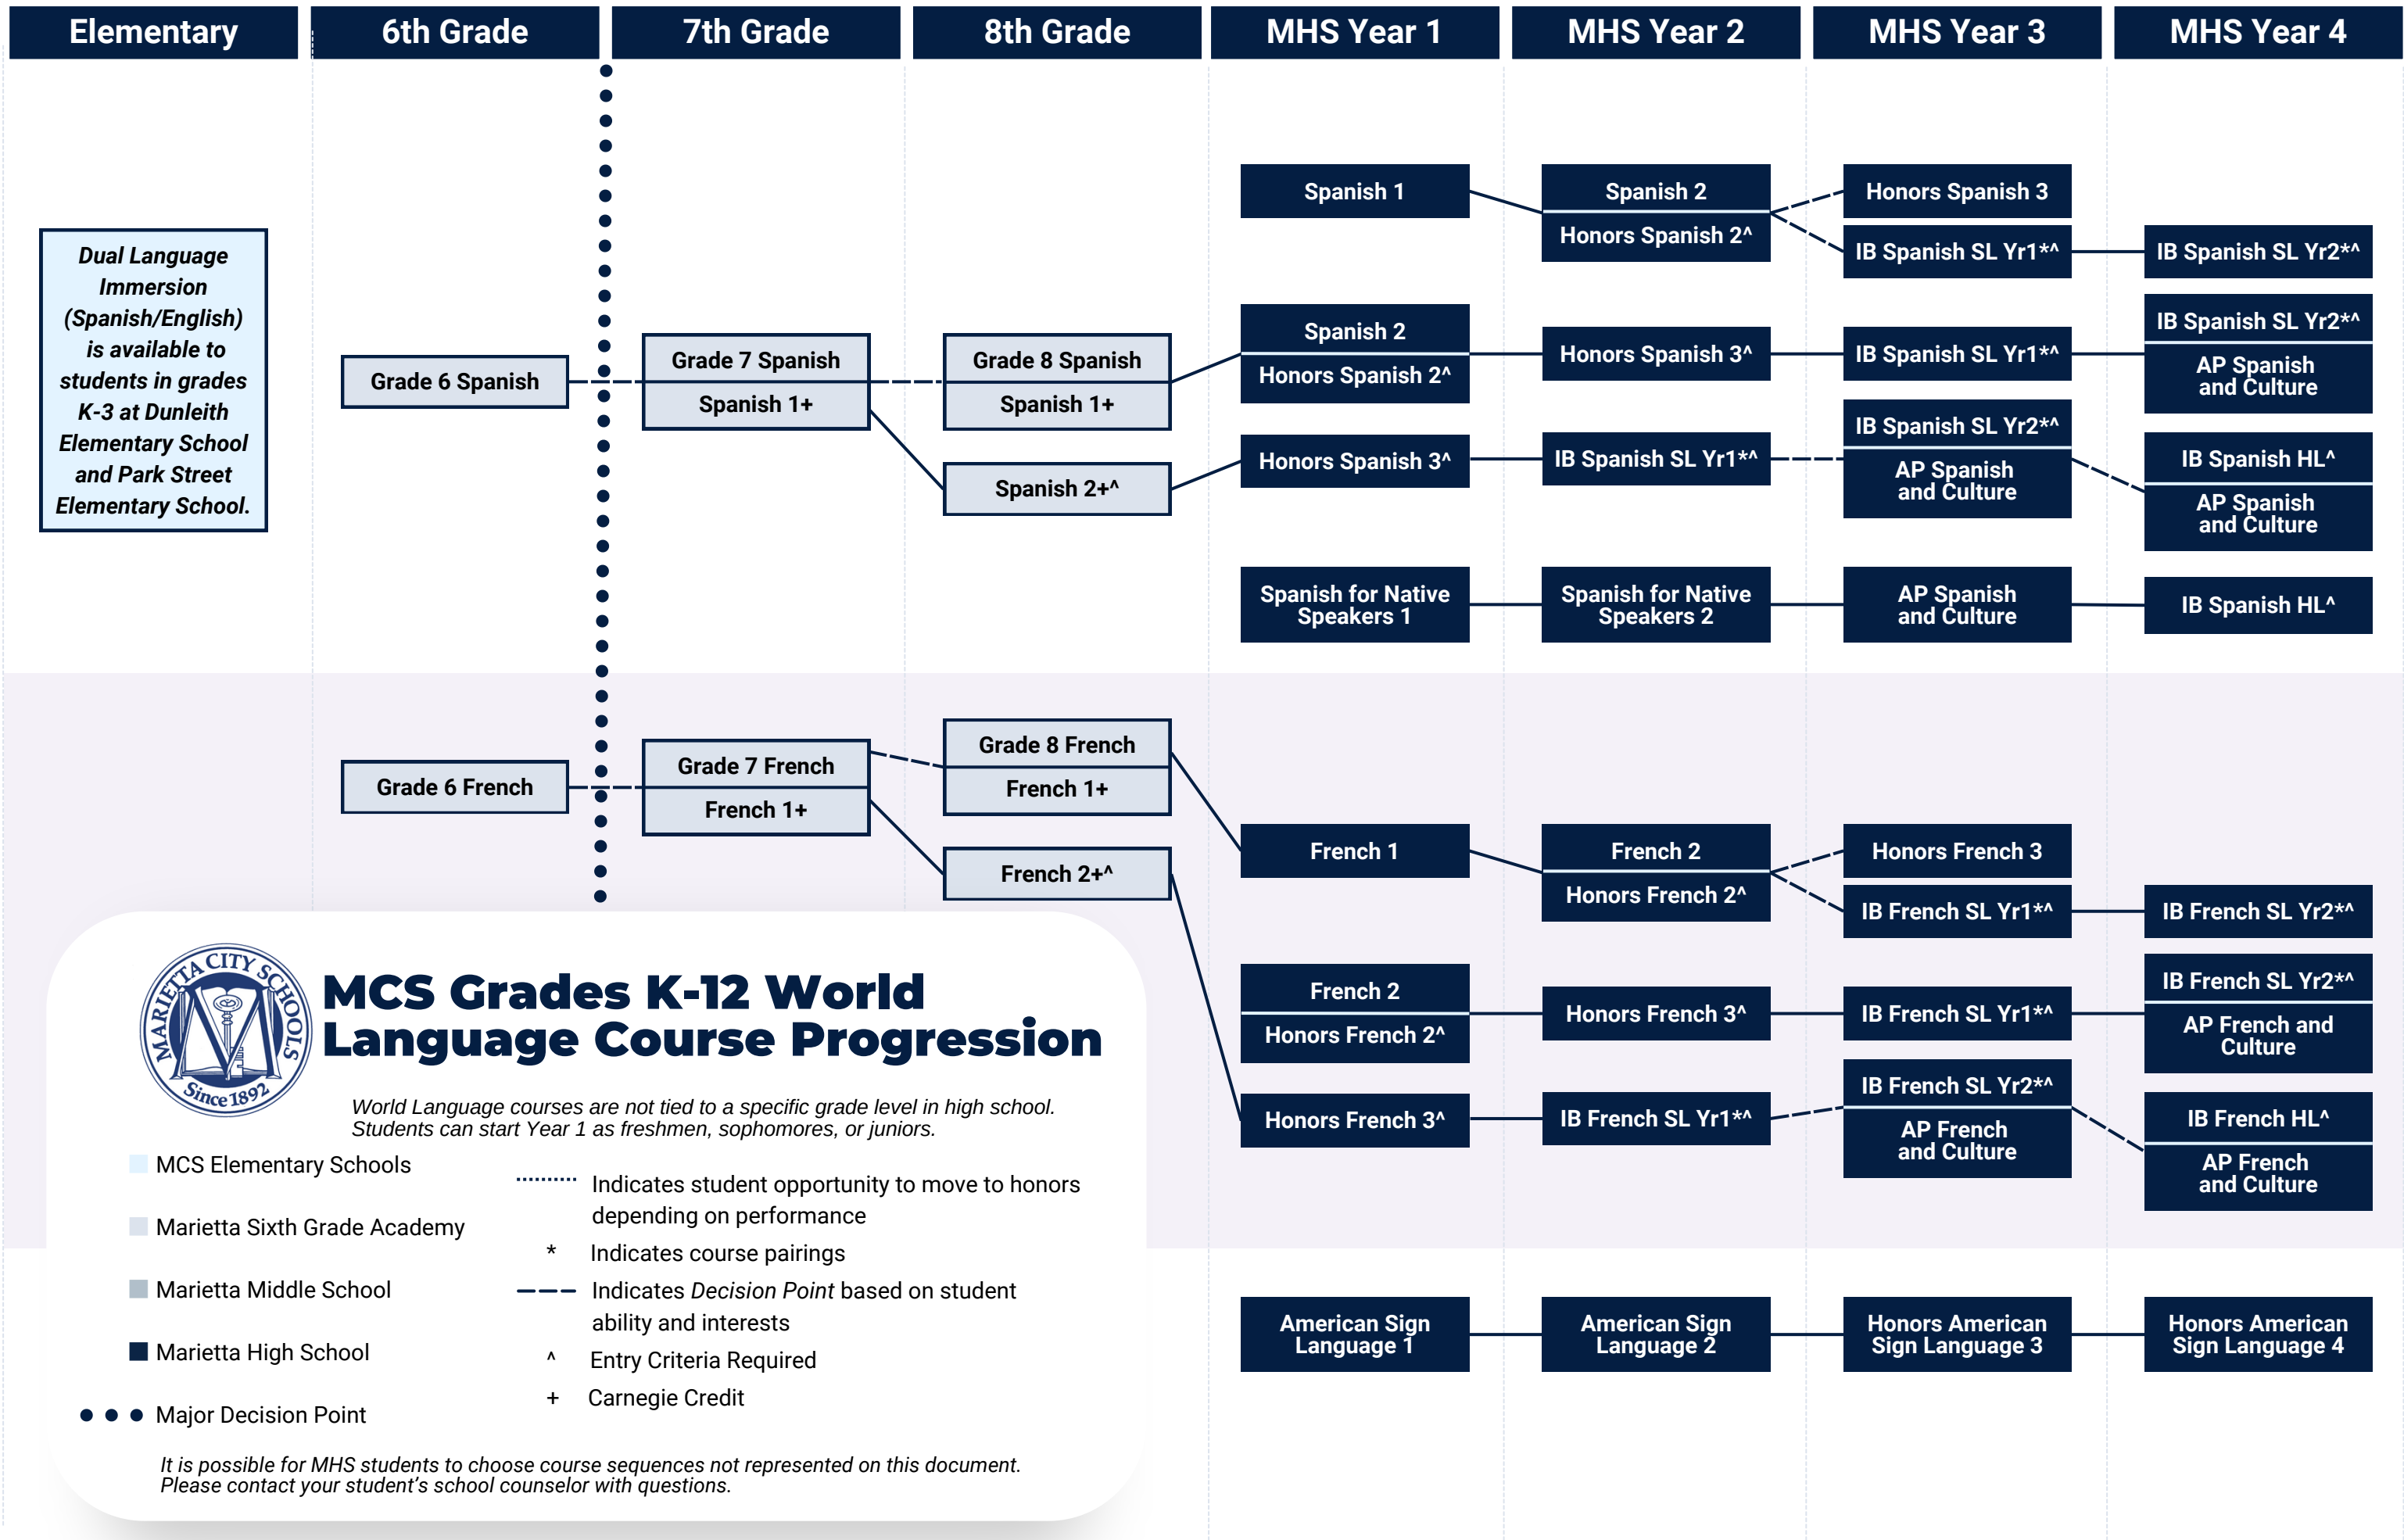 Elementary
6th Grade
7th Grade
8th Grade
MHS Year 1
MHS Year 2
MHS Year 3
MHS Year 4
Dual Language
Immersion
(Spanish/English)
is available to
students in grades
K-3 at Dunleith
Elementary School
and Park Street
Elementary School.
Grade 6 Spanish
Grade 7 Spanish
Spanish 1+
Grade 8 Spanish
Spanish 1+
Spanish 2+^
Spanish 1
Spanish 2
Honors Spanish 2^
Honors Spanish 3
IB Spanish SL Yr1*^
IB Spanish SL Yr2*^
Spanish 2
Honors Spanish 2^
Honors Spanish 3^
IB Spanish SL Yr1*^
IB Spanish SL Yr2*^
AP Spanish
and Culture
Honors Spanish 3^
IB Spanish SL Yr1*^
IB Spanish SL Yr2*^
AP Spanish
and Culture
IB Spanish HL^
AP Spanish
and Culture
Spanish for Native
Speakers 1
Spanish for Native
Speakers 2
AP Spanish
and Culture
IB Spanish HL^
Grade 6 French
Grade 7 French
French 1+
Grade 8 French
French 1+
French 2+^
French 1
French 2
Honors French 2^
Honors French 3
IB French SL Yr1*^
IB French SL Yr2*^
French 2
Honors French 2^
Honors French 3^
IB French SL Yr1*^
IB French SL Yr2*^
AP French and
Culture
Honors French 3^
IB French SL Yr1*^
IB French SL Yr2*^
AP French
and Culture
IB French HL^
AP French
and Culture
American Sign
Language 1
American Sign
Language 2
Honors American
Sign Language 3
Honors American
Sign Language 4
MARIETTA CITY SCHOOLS
M
Since 1892
MCS Grades K-12 World
Language Course Progression
World Language courses are not tied to a specific grade level in high school.
Students can start Year 1 as freshmen, sophomores, or juniors.
MCS Elementary Schools
Marietta Sixth Grade Academy
Marietta Middle School
Marietta High School
Major Decision Point
Indicates student opportunity to move to honors
depending on performance
* Indicates course pairings
Indicates Decision Point based on student
ability and interests
^ Entry Criteria Required
+ Carnegie Credit
It is possible for MHS students to choose course sequences not represented on this document.
Please contact your student’s school counselor with questions.